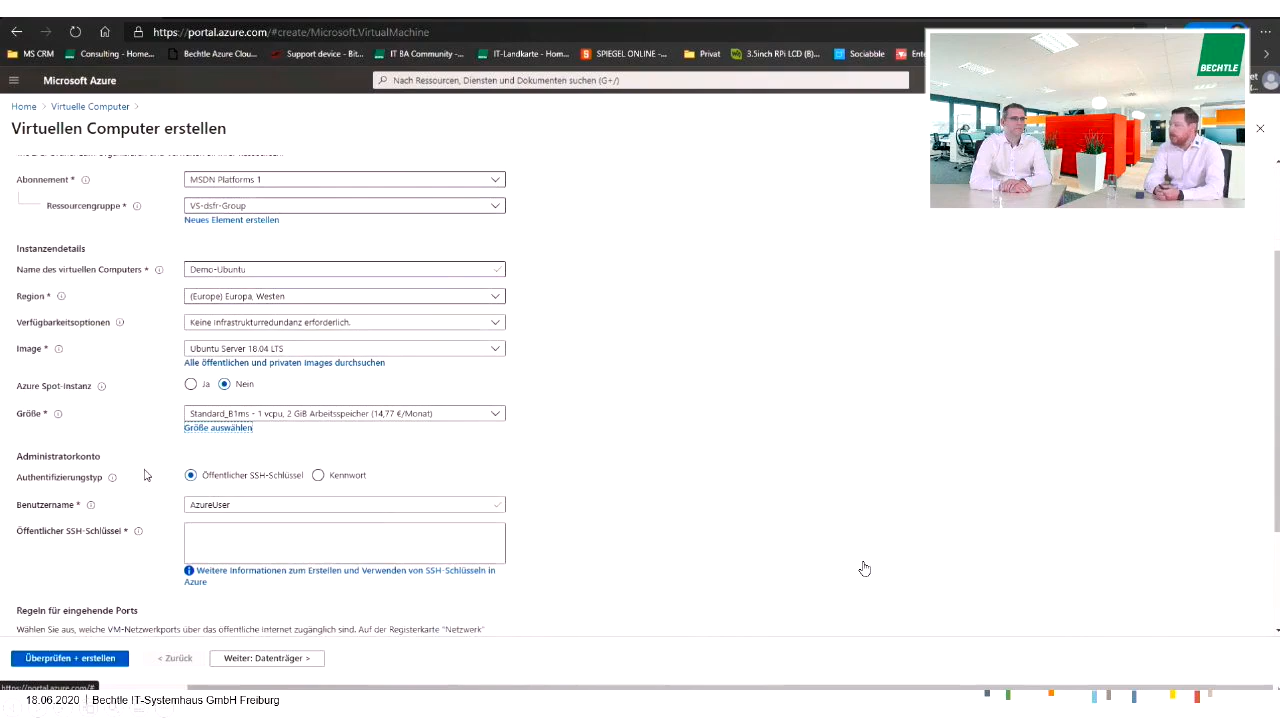 https://portal.azure.com/#create/Microsoft.VirtualMachine
MS CRM
Consulting - Home...
Bechtle Azure Cloud...
Support device - Bit...
IT BA Community -...
IT-Landkarte - Hom...
SPIEGEL ONLINE -...
Privat
3.5inch RPi LCD (B)...
Sociabble
BECHTLE
Microsoft Azure
Nach Ressourcen, Diensten und Dokumenten suchen (G+/)
Home > Virtuelle Computer >
Virtuellen Computer erstellen
Abonnement *
MSDN Platforms 1
Ressourcengruppe *
VS-dsfr-Group
Neues Element erstellen
Instanzendetails
Name des virtuellen Computers *
Demo-Ubuntu
Region *
(Europe) Europa, Westen
Verfügbarkeitsoptionen
Keine Infrastrukturredundanz erforderlich.
Image *
Ubuntu Server 18.04 LTS
Alle öffentlichen und privaten Images durchsuchen
Azure Spot-Instanz
Ja Nein
Größe *
Standard_B1ms - 1 vcpu, 2 GiB Arbeitsspeicher (14,77 €/Monat)
Größe auswählen
Administratorkonto
Authentifizierungstyp
Öffentlicher SSH-Schlüssel Kennwort
Benutzername *
AzureUser
Öffentlicher SSH-Schlüssel *
Weitere Informationen zum Erstellen und Verwenden von SSH-Schlüsseln in
Azure
Regeln für eingehende Ports
Wählen Sie aus, welche VM-Netzwerkports über das öffentliche Internet zugänglich sind. Auf der Registerkarte "Netzwerk"
Überprüfen + erstellen
< Zurück
Weiter: Datenträger >
https://portal.azure.com/#
18.06.2020 | Bechtle IT-Systemhaus GmbH Freiburg